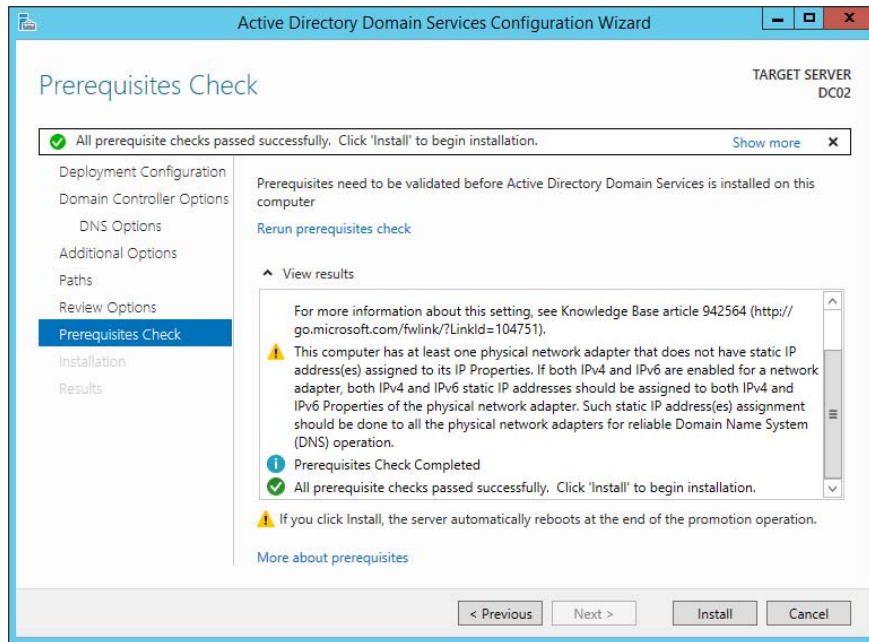 Active Directory Domain Services Configuration Wizard
Prerequisites Check
TARGET SERVER
DC02
All prerequisite checks passed successfully. Click 'Install' to begin installation.
Show more
Deployment Configuration
Domain Controller Options
DNS Options
Additional Options
Paths
Review Options
Prerequisites Check
Installation
Results
Prerequisites need to be validated before Active Directory Domain Services is installed on this
computer
Rerun prerequisites check
View results
For more information about this setting, see Knowledge Base article 942564 (http://
go.microsoft.com/fwlink/?LinkId=104751).
This computer has at least one physical network adapter that does not have static IP
address(es) assigned to its IP Properties. If both IPv4 and IPv6 are enabled for a network
adapter, both IPv4 and IPv6 static IP addresses should be assigned to both IPv4 and
IPv6 Properties of the physical network adapter. Such static IP address(es) assignment
should be done to all the physical network adapters for reliable Domain Name System
(DNS) operation.
Prerequisites Check Completed
All prerequisite checks passed successfully. Click 'Install' to begin installation.
If you click Install, the server automatically reboots at the end of the promotion operation.
More about prerequisites
< Previous
Next >
Install
Cancel